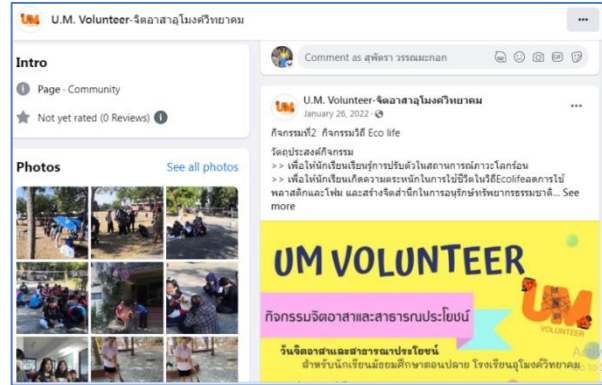 U.M. Volunteer-จิตอาสาอุโมงค์วิทยาคม
Intro
Page · Community
Not yet rated (0 Reviews)
Photos
See all photos
Comment as สุพัตรา วรรณมะกอก
U.M. Volunteer-จิตอาสาอุโมงค์วิทยาคม
January 26, 2022 ·
กิจกรรมที่2 กิจกรรมวิถี Eco life
วัตถุประสงค์กิจกรรม
>> เพื่อให้นักเรียนเรียนรู้การปรับตัวในสถานการณ์ภาวะโลกร้อน
>> เพื่อให้นักเรียนเกิดความตระหนักในการใช้ชีวิตในวิถีEcolifeลดการใช้
พลาสติกและโฟม และสร้างจิตสำนึกในการอนุรักษ์ทรัพยากรธรรมชาติ... See
more
UM VOLUNTEER
UM
VOLUNTEER
กิจกรรมจิตอาสาและสาธารณประโยชน์
วันจิตอาสาและสาธารณาประโยชน์
สำหรับนักเรียนมัธยมศึกษาตอนปลาย โรงเรียนอุโมงค์วิทยาคม